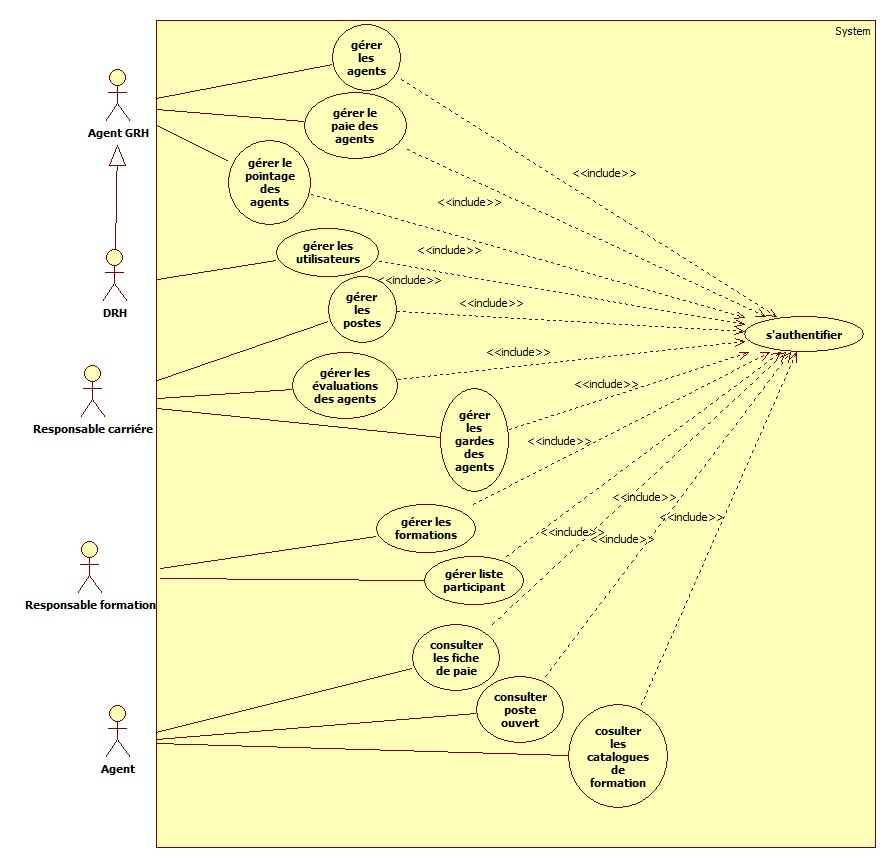 System
gérer
les
agents
Agent GRH
gérer le
paie des
agents
gérer le
pointage
des
agents
<<include>>
<<include>>
gérer les
utilisateurs
<<include>>
<<include>>
DRH
gérer
les
postes
<<include>>
s'authentifier
gérer les
évaluations
des agents
<<include>>
Responsable carriére
gérer
les
gardes
des
agents
<<include>>
<<include>>
gérer les
formations
<<include>>
<<include>>
<<include>>
<<include>>
Responsable formation
gérer liste
participant
consulter
les fiche
de paie
consulter
poste
ouvert
Agent
cosulter
les
catalogues
de
formation